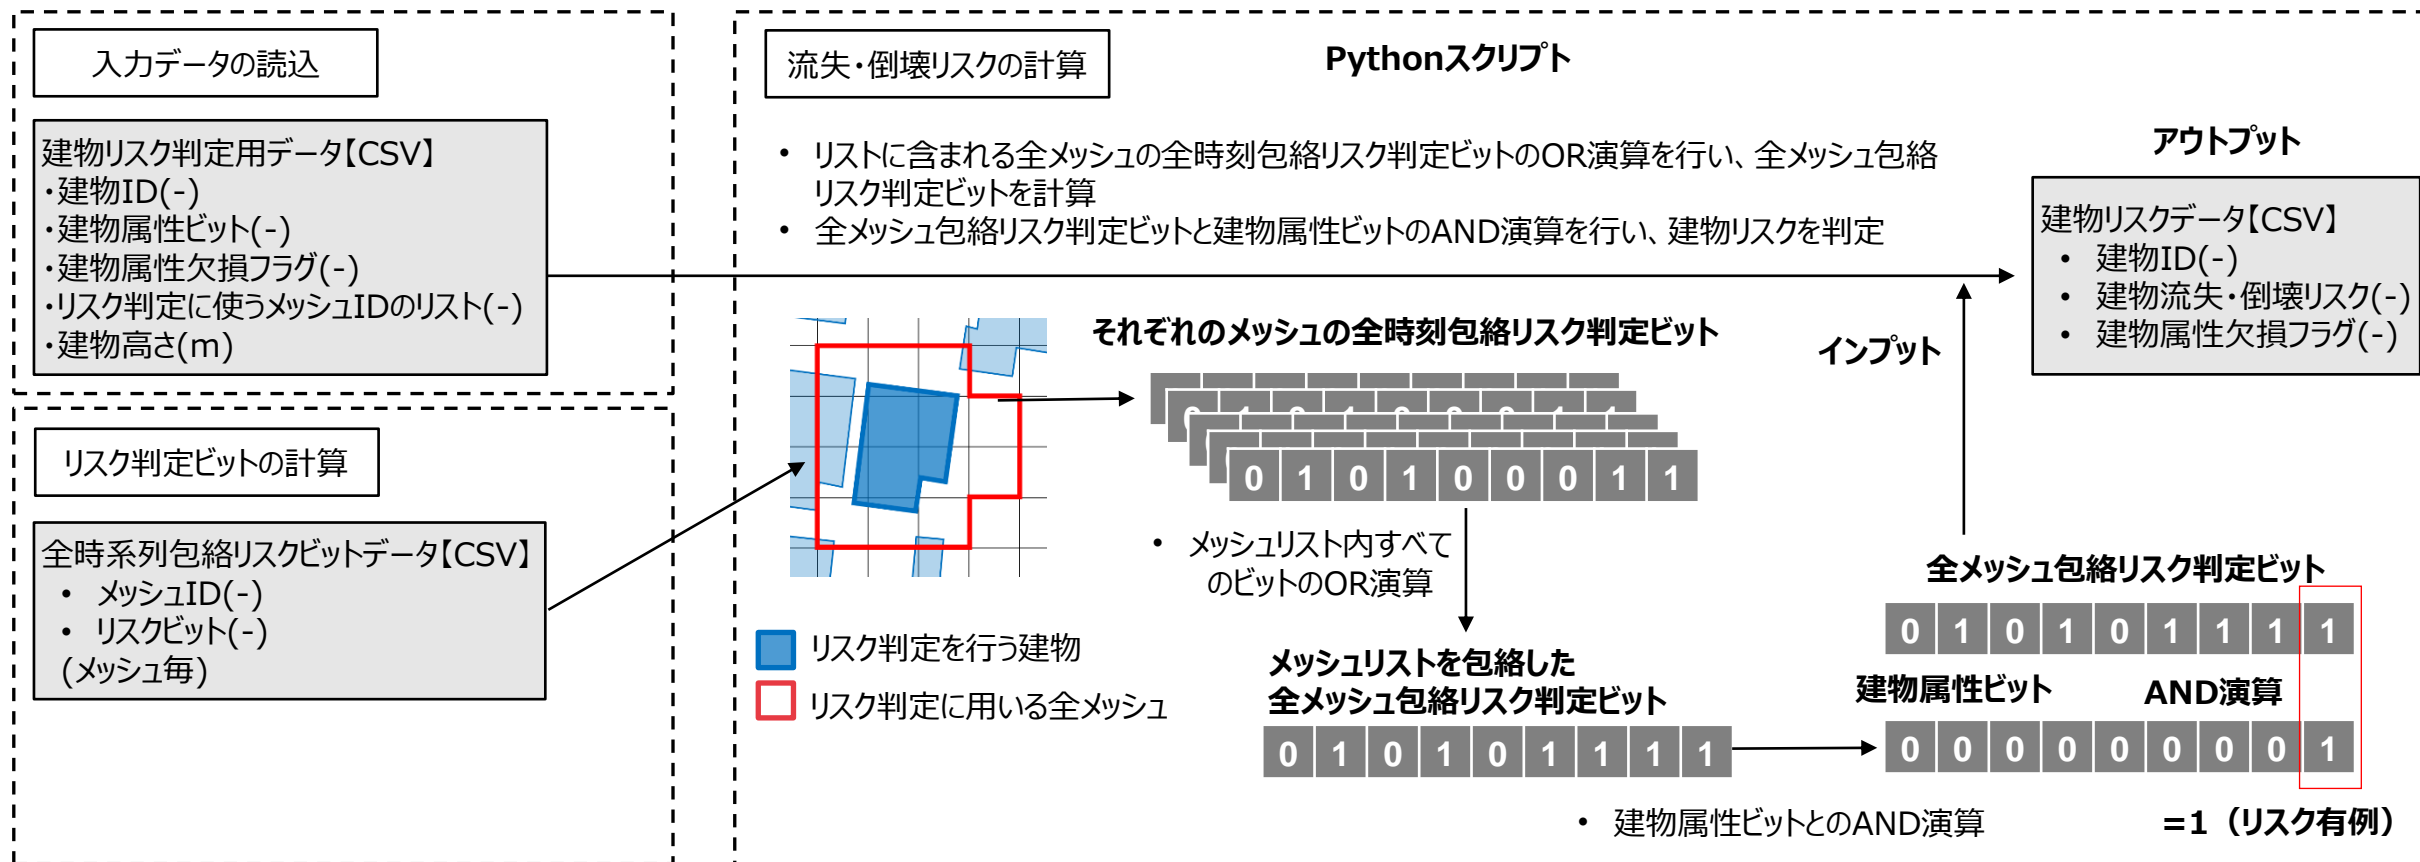 入力データの読込
建物リスク判定用データ【CSV】
・建物ID(-)
・建物属性ビット(-)
・建物属性欠損フラグ(-)
・リスク判定に使うメッシュIDのリスト(-)
・建物高さ(m)
リスク判定ビットの計算
全時系列包絡リスクビットデータ【CSV】
• メッシュID(-)
• リスクビット(-)
(メッシュ毎)
流失・倒壊リスクの計算
Pythonスクリプト
• リストに含まれる全メッシュの全時刻包絡リスク判定ビットのOR演算を行い、全メッシュ包絡
リスク判定ビットを計算
• 全メッシュ包絡リスク判定ビットと建物属性ビットのAND演算を行い、建物リスクを判定
アウトプット
建物リスクデータ【CSV】
• 建物ID(-)
• 建物流失・倒壊リスク(-)
• 建物属性欠損フラグ(-)
それぞれのメッシュの全時刻包絡リスク判定ビット
インプット
0 1 0 1 0 0 0 1 1
• メッシュリスト内すべて
のビットのOR演算
リスク判定を行う建物
リスク判定に用いる全メッシュ
メッシュリストを包絡した
全メッシュ包絡リスク判定ビット
0 1 0 1 0 1 1 1 1
全メッシュ包絡リスク判定ビット
0 1 0 1 0 1 1 1 1
建物属性ビット AND演算
0 0 0 0 0 0 0 0 1
• 建物属性ビットとのAND演算
=1（リスク有例）